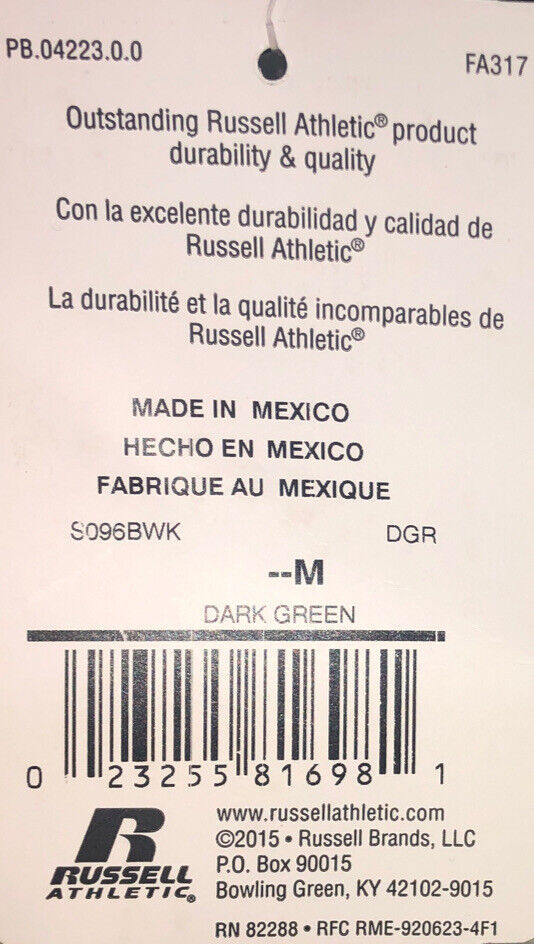 PB.04223.0.0
FA317
Outstanding Russell Athletic® product
durability & quality
Con la excelente durabilidad y calidad de
Russell Athletic®
La durabilité et la qualité incomparables de
Russell Athletic®
MADE IN MEXICO
HECHO EN MEXICO
FABRIQUE AU MEXIQUE
S096BWK DGR
--M
DARK GREEN
0 23255 81698 1
RUSSELL
ATHLETIC®
www.russellathletic.com
©2015 • Russell Brands, LLC
P.O. Box 90015
Bowling Green, KY 42102-9015
RN 82288 • RFC RME-920623-4F1